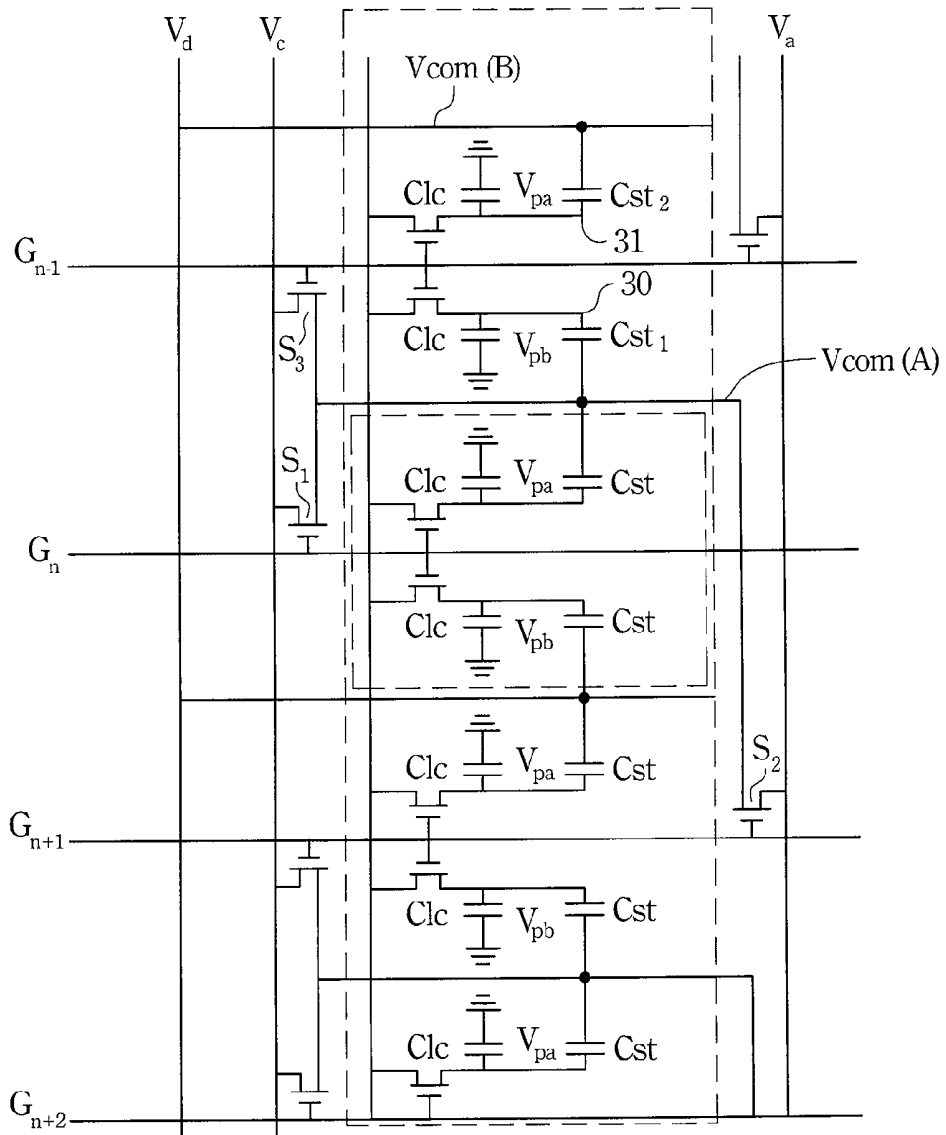 V_d V_c V_a
Vcom (B)
Clc V_pa Cst_2
31
G_n-1
30
Clc V_pb Cst_1
S_3
Vcom (A)
Clc V_pa Cst
S_1
G_n
Clc V_pb Cst
Clc V_pa Cst
S_2
G_n+1
Clc V_pb Cst
Clc V_pa Cst
G_n+2